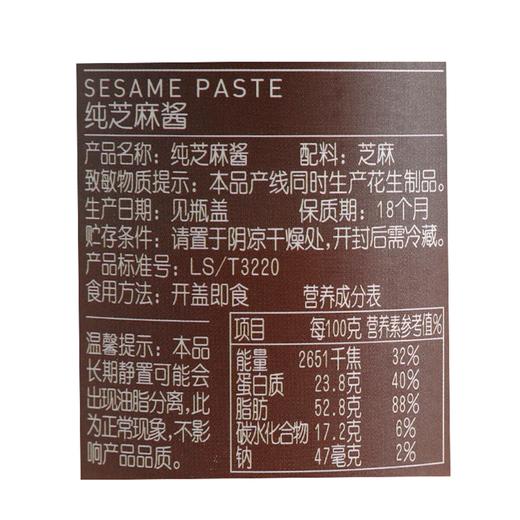 SESAME PASTE
纯芝麻酱
产品名称: 纯芝麻酱 配料: 芝麻
致敏物质提示: 本品产线同时生产花生制品。
生产日期: 见瓶盖 保质期: 18个月
贮存条件: 请置于阴凉干燥处, 开封后需冷藏。
产品标准号: LS/T3220
食用方法: 开盖即食
温馨提示: 本品
长期静置可能会
出现油脂分离, 此
为正常现象, 不影
响产品品质。
营养成分表
项目 每100克 营养素参考值%
能量 2651千焦 32%
蛋白质 23.8克 40%
脂肪 52.8克 88%
碳水化合物 17.2克 6%
钠 47毫克 2%